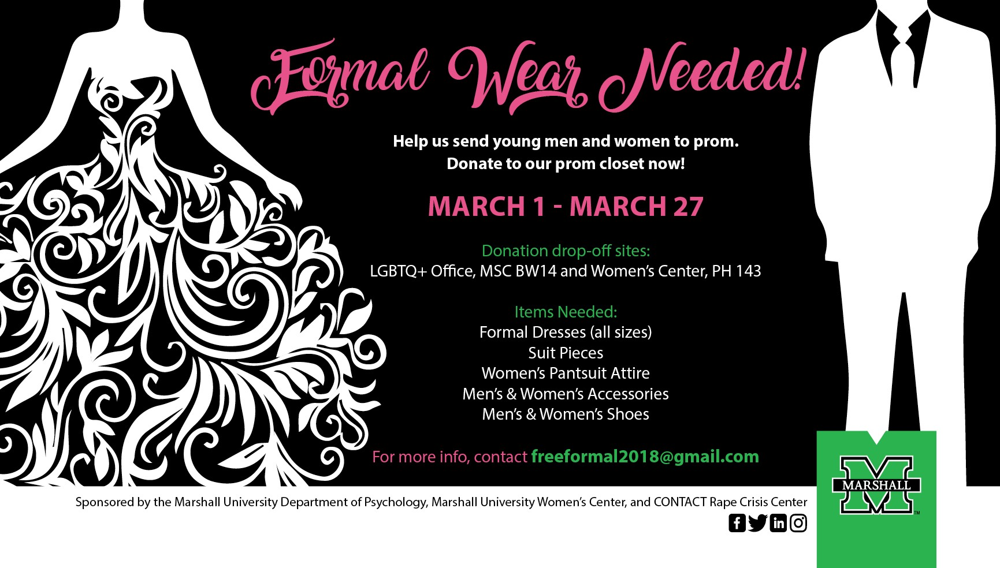 Formal Wear Needed!
Help us send young men and women to prom.
Donate to our prom closet now!
MARCH 1 - MARCH 27
Donation drop-off sites:
LGBTQ+ Office, MSC BW14 and Women’s Center, PH 143
Items Needed:
Formal Dresses (all sizes)
Suit Pieces
Women’s Pantsuit Attire
Men’s & Women’s Accessories
Men’s & Women’s Shoes
For more info, contact freeformal2018@gmail.com
Sponsored by the Marshall University Department of Psychology, Marshall University Women’s Center, and CONTACT Rape Crisis Center
M
MARSHALL
TM